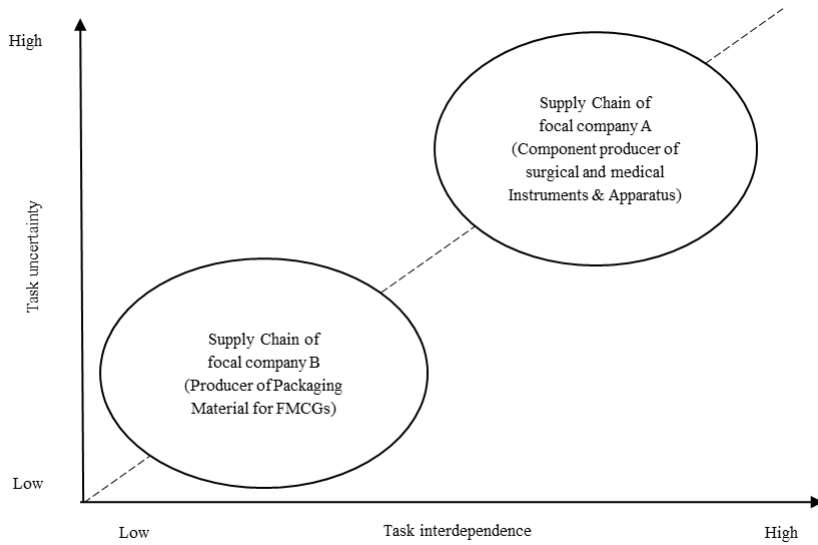 High
Supply Chain of
focal company A
(Component producer of
surgical and medical
Instruments & Apparatus)
Task uncertainty
Supply Chain of
focal company B
(Producer of Packaging
Material for FMCGs)
Low
Low
Task interdependence
High